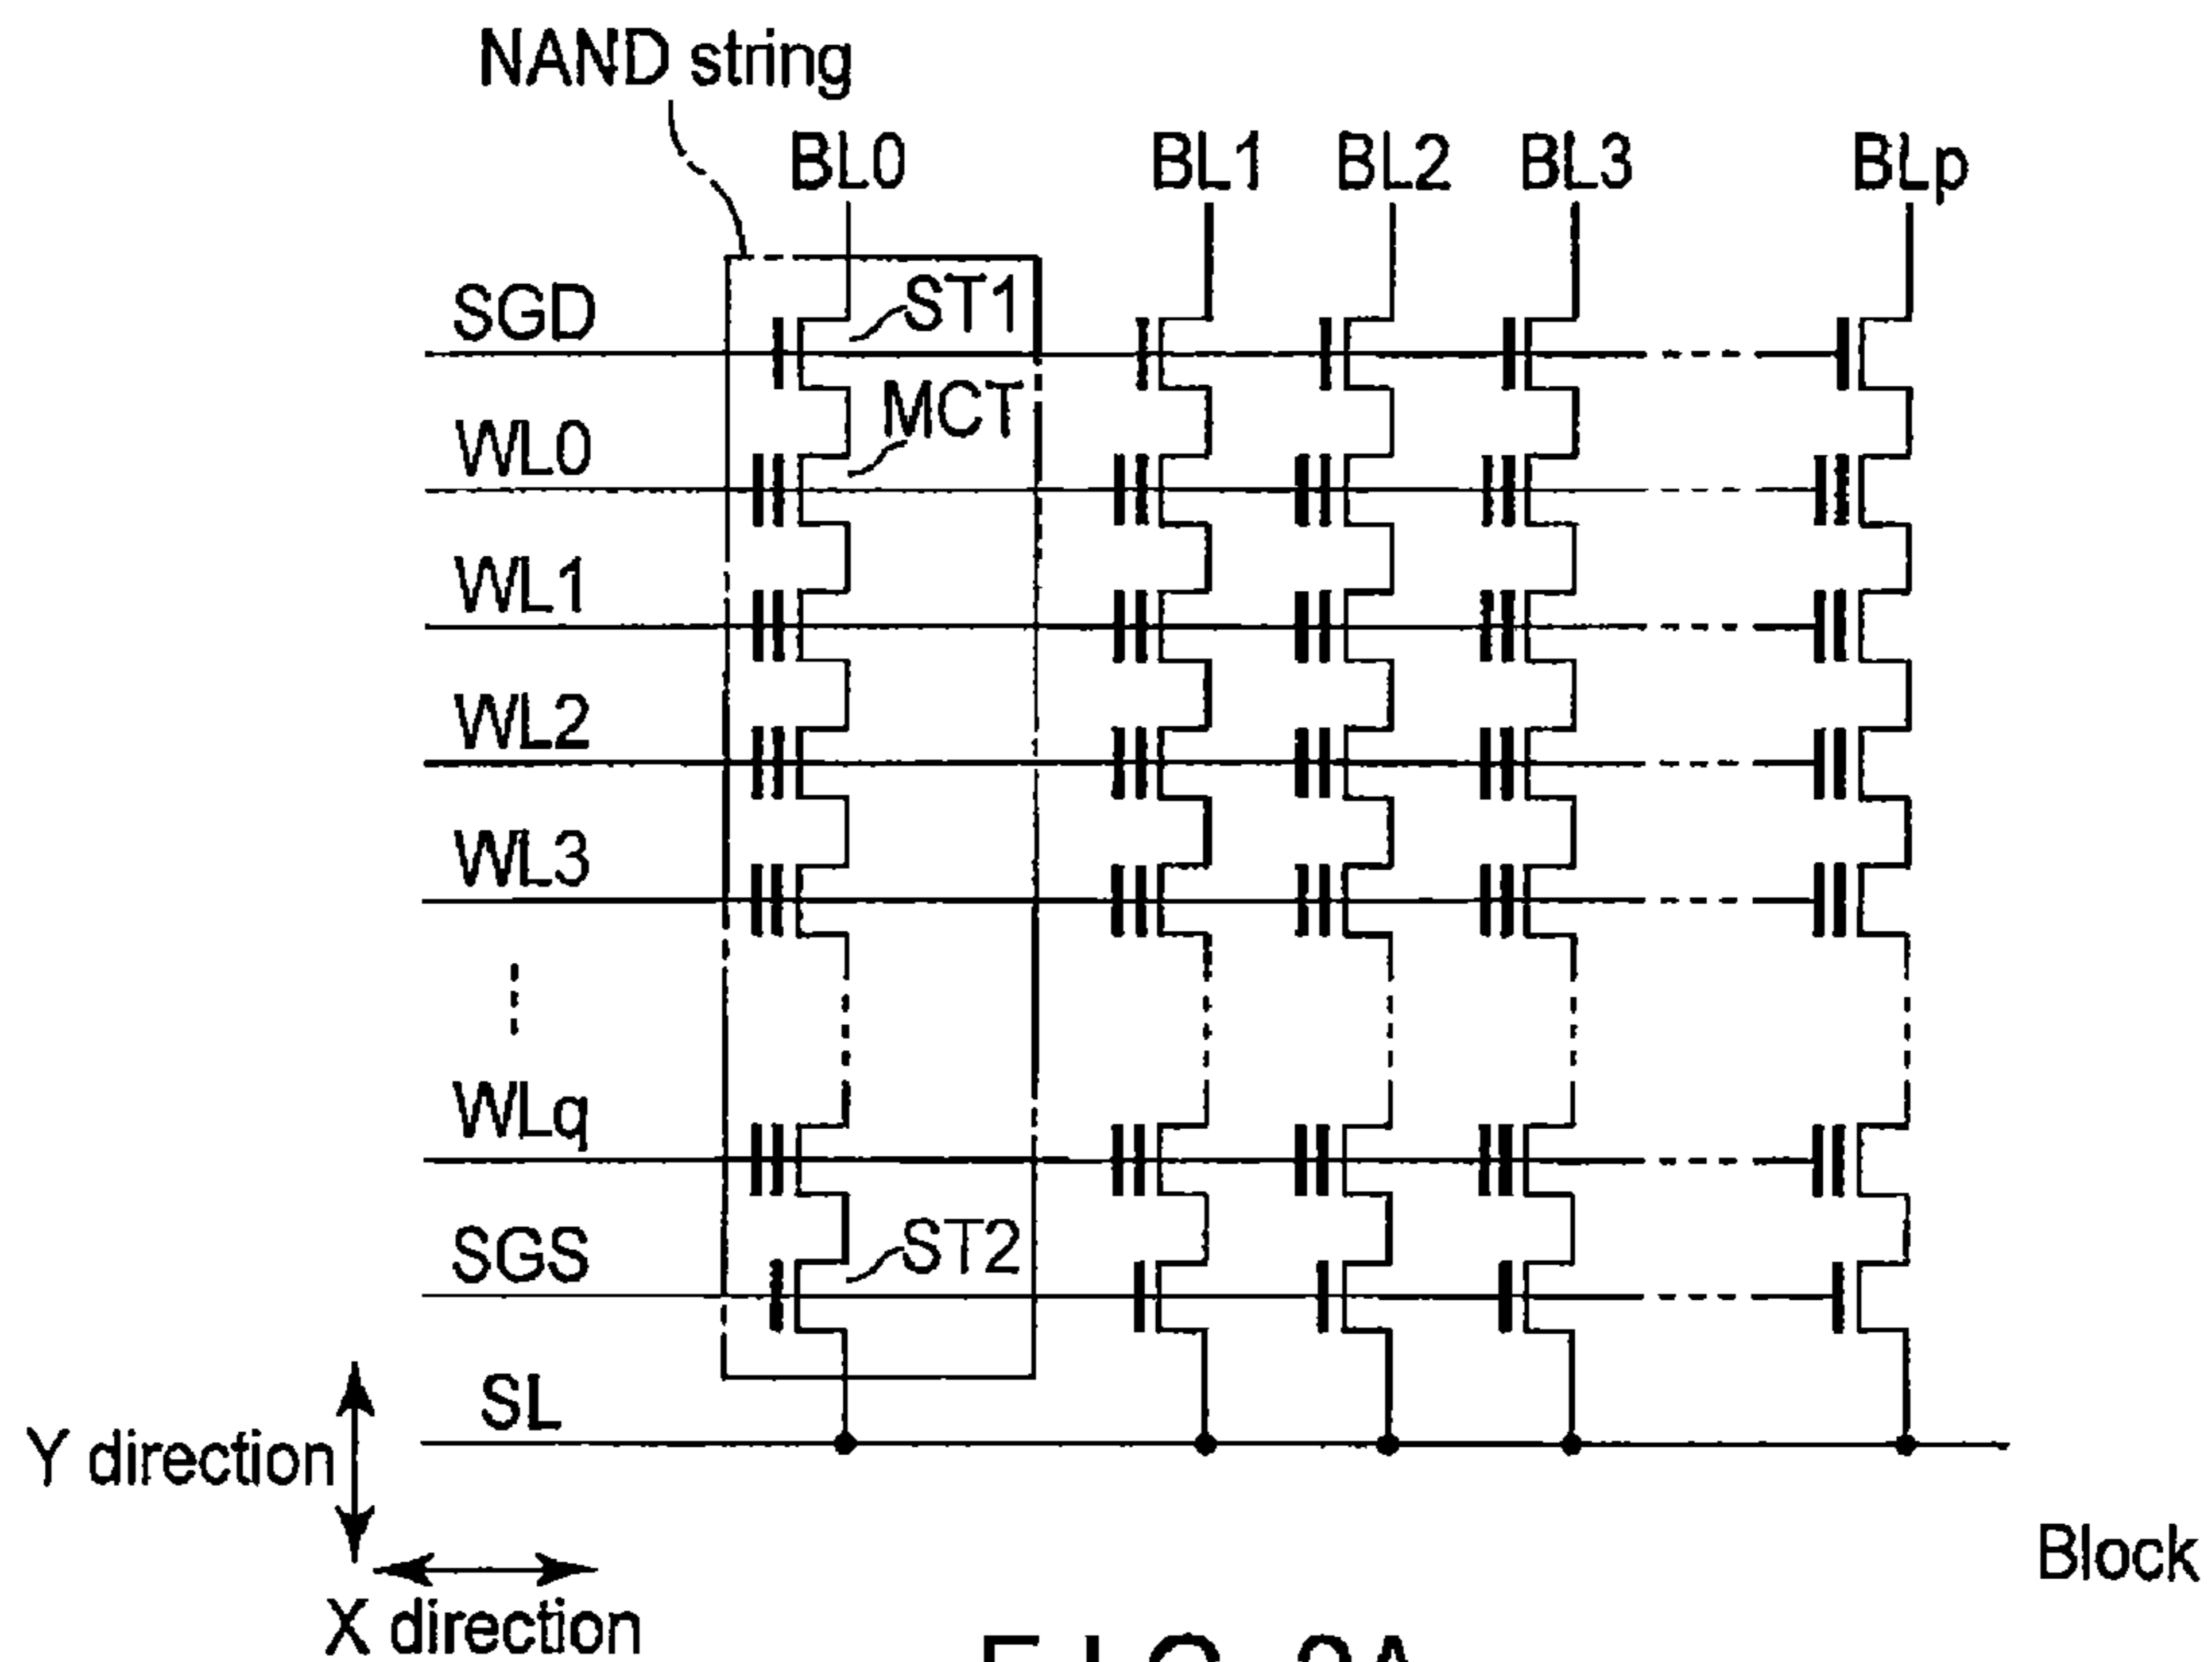 NAND string
BL0 BL1 BL2 BL3 BLp
SGD ST1
MCT
WL0
WL1
WL2
WL3
WLq
SGS ST2
SL
Y direction
X direction
Block